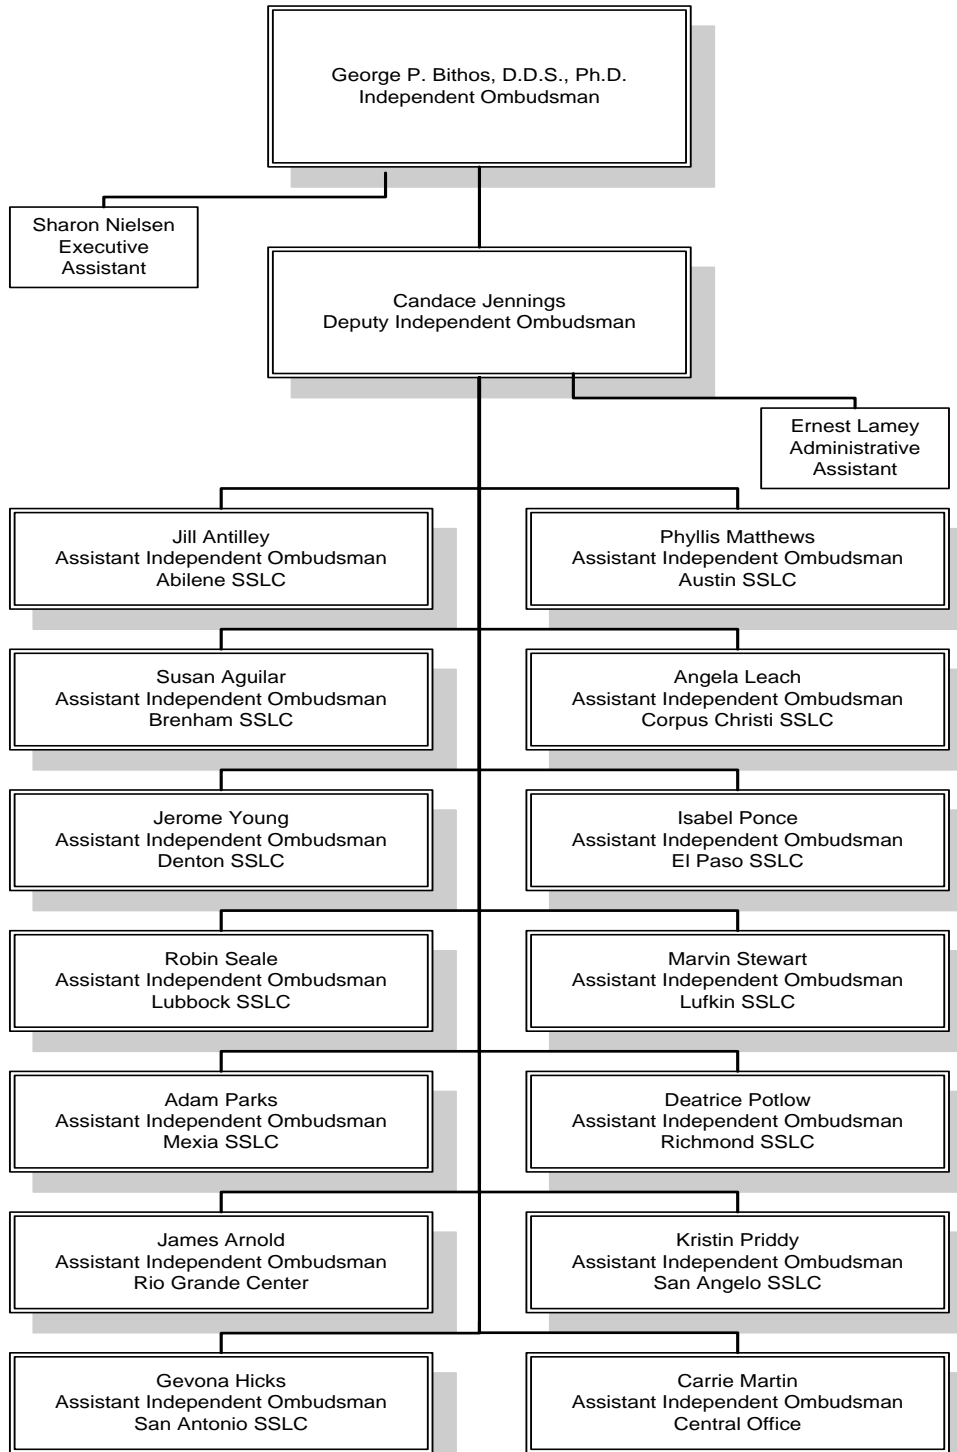 George P. Bithos, D.D.S., Ph.D.
Independent Ombudsman
Sharon Nielsen
Executive
Assistant
Candace Jennings
Deputy Independent Ombudsman
Ernest Lamey
Administrative
Assistant
Jill Antilley
Assistant Independent Ombudsman
Abilene SSLC
Phyllis Matthews
Assistant Independent Ombudsman
Austin SSLC
Susan Aguilar
Assistant Independent Ombudsman
Brenham SSLC
Angela Leach
Assistant Independent Ombudsman
Corpus Christi SSLC
Jerome Young
Assistant Independent Ombudsman
Denton SSLC
Isabel Ponce
Assistant Independent Ombudsman
El Paso SSLC
Robin Seale
Assistant Independent Ombudsman
Lubbock SSLC
Marvin Stewart
Assistant Independent Ombudsman
Lufkin SSLC
Adam Parks
Assistant Independent Ombudsman
Mexia SSLC
Deatrice Potlow
Assistant Independent Ombudsman
Richmond SSLC
James Arnold
Assistant Independent Ombudsman
Rio Grande Center
Kristin Priddy
Assistant Independent Ombudsman
San Angelo SSLC
Gevona Hicks
Assistant Independent Ombudsman
San Antonio SSLC
Carrie Martin
Assistant Independent Ombudsman
Central Office